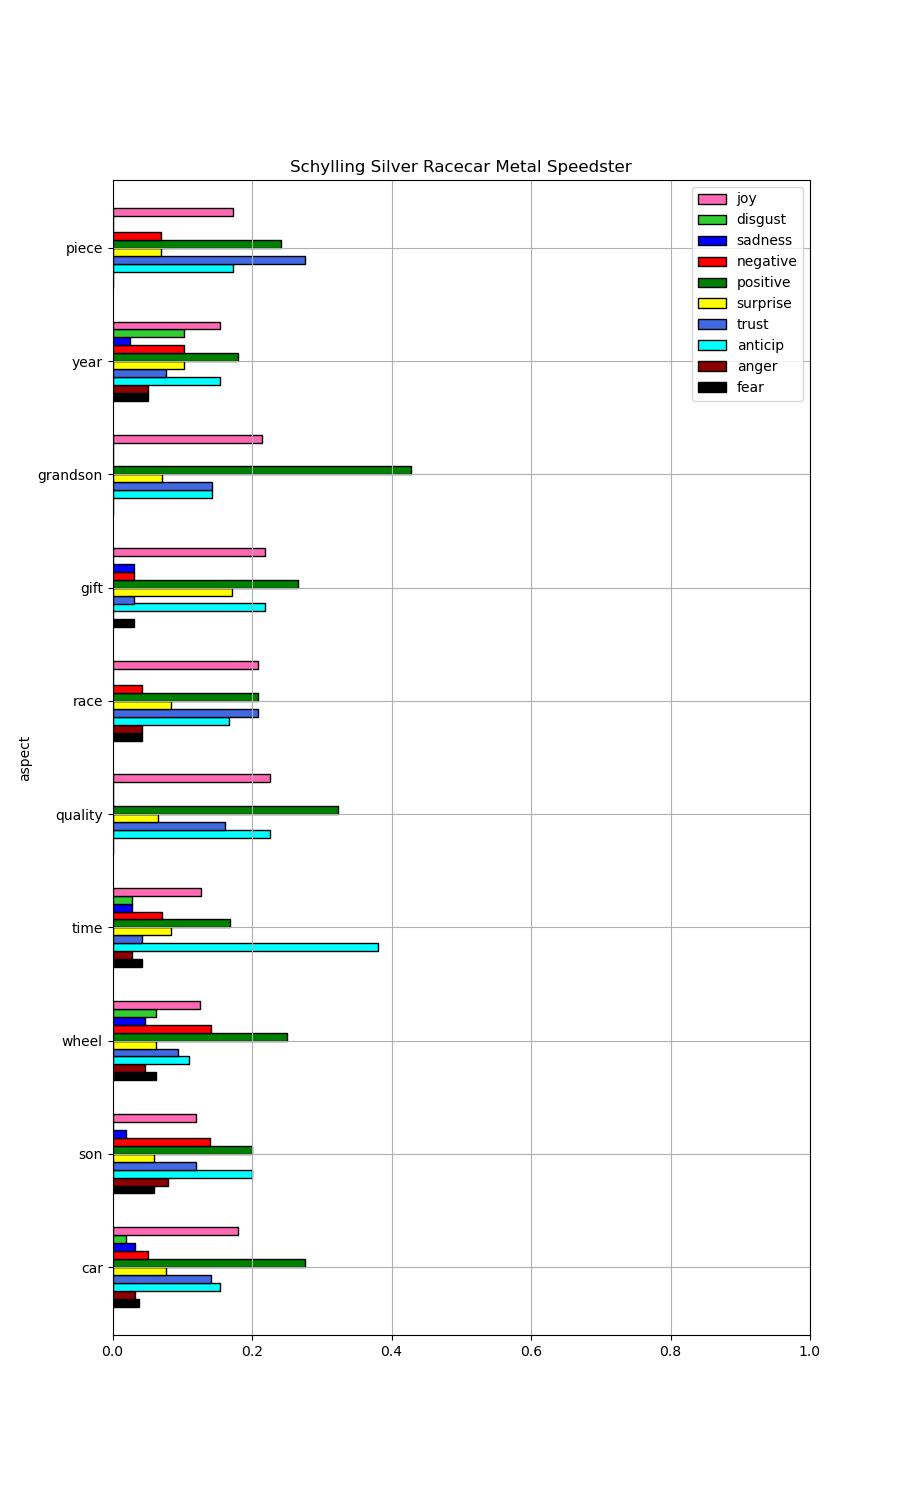 Schylling Silver Racecar Metal Speedster
joy
disgust
sadness
negative
positive
surprise
trust
anticip
anger
fear
piece
year
grandson
gift
race
quality
time
wheel
son
car
aspect
0.0 0.2 0.4 0.6 0.8 1.0